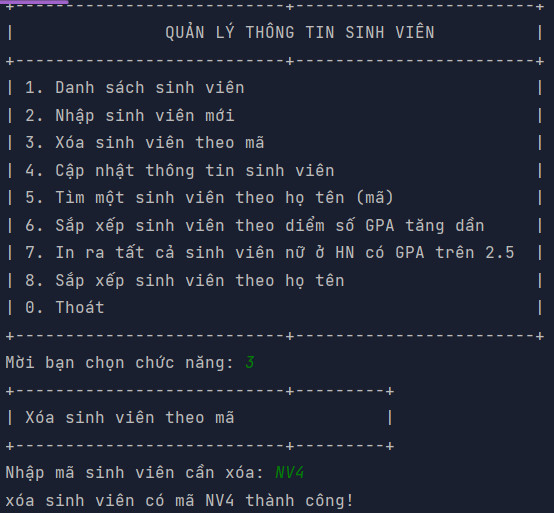 +---------------------------+------------------------+
|               QUẢN LÝ THÔNG TIN SINH VIÊN          |
+---------------------------+------------------------+
| 1. Danh sách sinh viên                             |
| 2. Nhập sinh viên mới                              |
| 3. Xóa sinh viên theo mã                           |
| 4. Cập nhật thông tin sinh viên                    |
| 5. Tìm một sinh viên theo họ tên (mã)              |
| 6. Sắp xếp sinh viên theo diểm số GPA tăng dần     |
| 7. In ra tất cả sinh viên nữ ở HN có GPA trên 2.5  |
| 8. Sắp xếp sinh viên theo họ tên                   |
| 0. Thoát                                           |
+---------------------------+------------------------+
Mời bạn chọn chức năng: 3
+---------------------------+---------+
| Xóa sinh viên theo mã               |
+---------------------------+---------+
Nhập mã sinh viên cần xóa: NV4
xóa sinh viên có mã NV4 thành công!